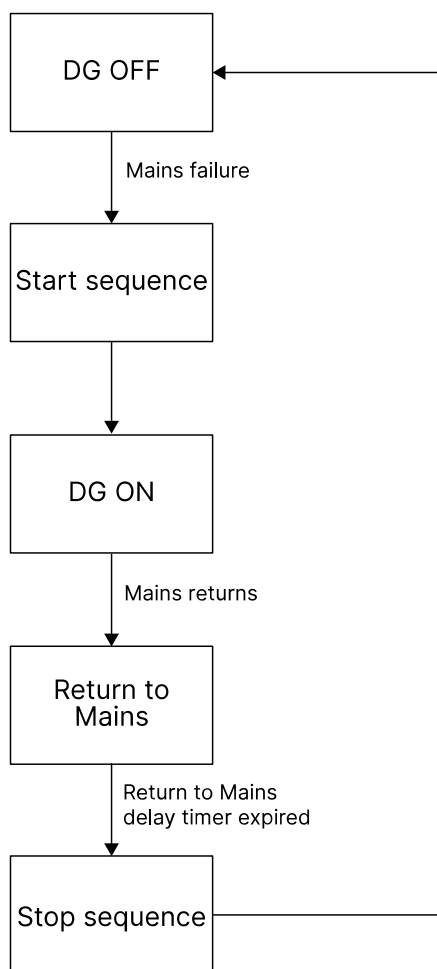 DG OFF
Mains failure
Start sequence
DG ON
Mains returns
Return to
Mains
Return to Mains
delay timer expired
Stop sequence